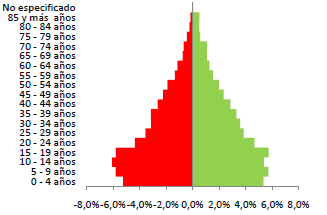 No especificado
85 y más años
80 - 84 años
75 - 79 años
70 - 74 años
65 - 69 años
60 - 64 años
55 - 59 años
50 - 54 años
45 - 49 años
40 - 44 años
35 - 39 años
30 - 34 años
25 - 29 años
20 - 24 años
15 - 19 años
10 - 14 años
5 - 9 años
0 - 4 años
-8,0% -6,0% -4,0% -2,0% 0,0% 2,0% 4,0% 6,0% 8,0%